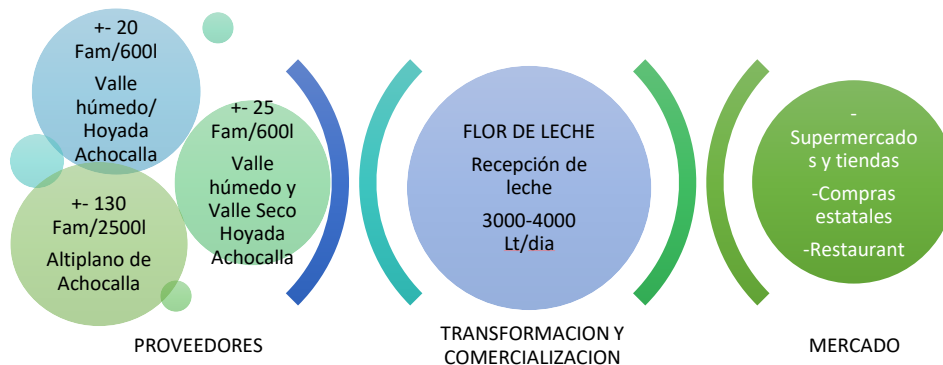 +- 20
Fam/600l
Valle
húmedo/
Hoyada
Achocalla
+- 25
Fam/600l
Valle
húmedo y
Valle Seco
Hoyada
Achocalla
+- 130
Fam/2500l
Altiplano de
Achocalla
PROVEEDORES
FLOR DE LECHE
Recepción de
leche
3000-4000
Lt/dia
TRANSFORMACION Y
COMERCIALIZACION
-
Supermercado
s y tiendas
-Compras
estatales
-Restaurant
MERCADO